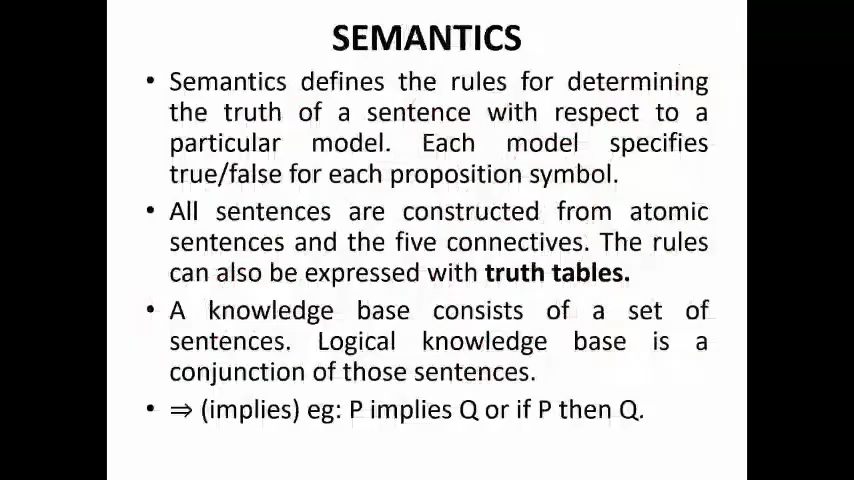 SEMANTICS
• Semantics defines the rules for determining
the truth of a sentence with respect to a
particular model. Each model specifies
true/false for each proposition symbol.
• All sentences are constructed from atomic
sentences and the five connectives. The rules
can also be expressed with truth tables.
• A knowledge base consists of a set of
sentences. Logical knowledge base is a
conjunction of those sentences.
• ⇒ (implies) eg: P implies Q or if P then Q.